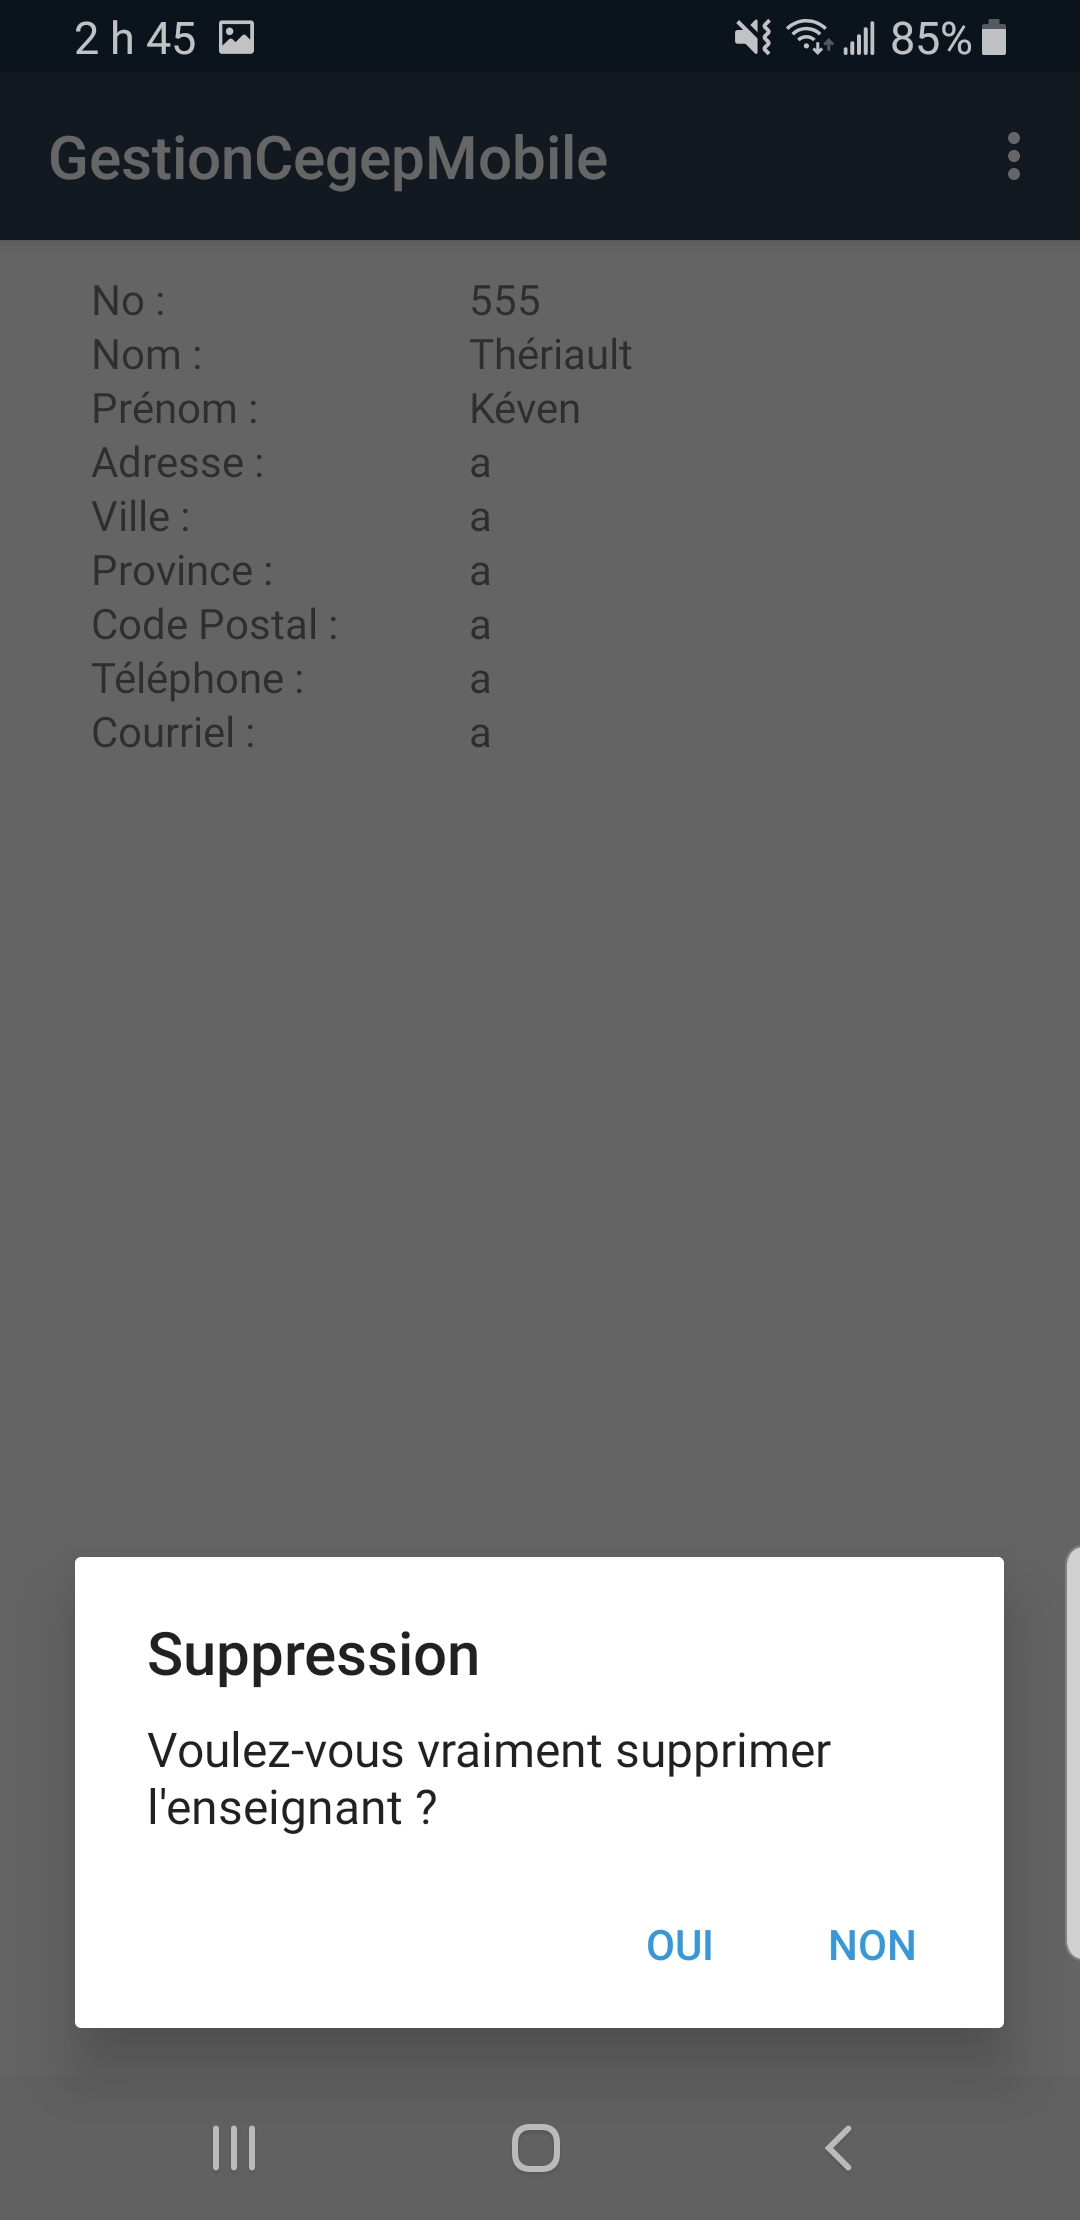 2 h 45 85%
GestionCegepMobile
No : 555
Nom : Thériault
Prénom : Kéven
Adresse : a
Ville : a
Province : a
Code Postal : a
Téléphone : a
Courriel : a
Suppression
Voulez-vous vraiment supprimer
l'enseignant ?
OUI NON